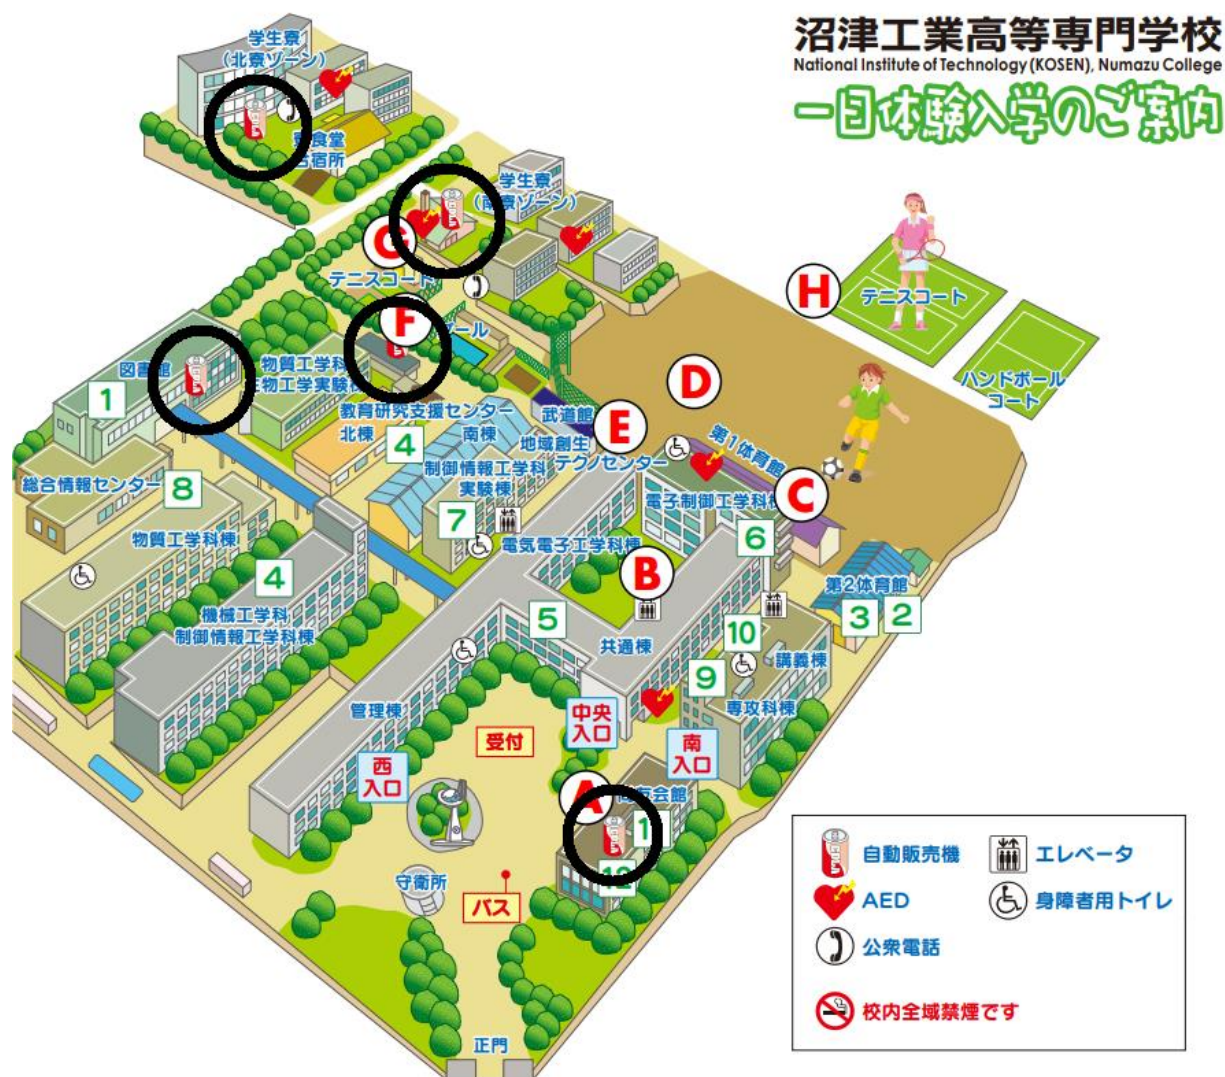 沼津工業高等専門学校
National Institute of Technology (KOSEN), Numazu College
一日体験入学のご案内
学生寮
(北寮ゾーン)
食堂
合宿所
学生寮
(南寮ゾーン)
G
テニスコート
H
テニスコート
ハンドボール
コート
F
プール
図書館
1
物質工学科
生物工学実験棟
教育研究支援センター
北棟
4
南棟
武道館
E
D
地域創生
テクノセンター
第1体育館
C
総合情報センター
8
制御情報工学科
実験棟
7
電子制御工学科棟
6
物質工学科棟
電気電子工学科棟
B
4
機械工学科
制御情報工学科棟
第2体育館
3
2
5
共通棟
10
講義棟
9
専攻科棟
管理棟
中央
入口
受付
南
入口
西
入口
A
会館
12
守衛所
バス
正門
自動販売機
エレベータ
AED
身障者用トイレ
公衆電話
校内全域禁煙です